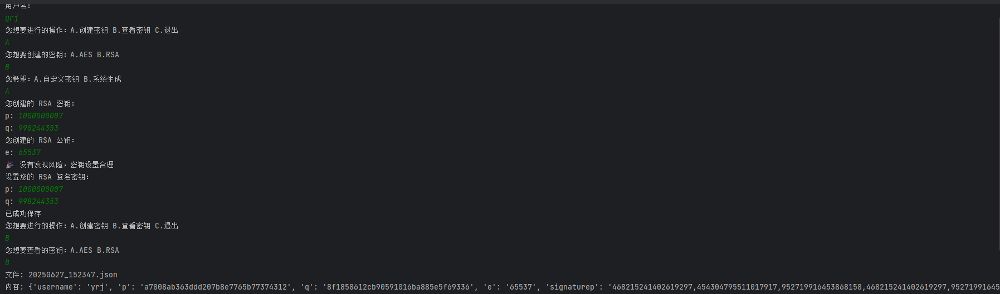 用户名：
yrj
您想要进行的操作：A.创建密钥 B.查看密钥 C.退出
A
您想要创建的密钥：A.AES B.RSA
B
您希望：A.自定义密钥 B.系统生成
A
您创建的 RSA 密钥：
p: 1000000007
q: 998244353
您创建的 RSA 公钥：
e: 65537
🎉 没有发现风险，密钥设置合理
设置您的 RSA 签名密钥：
p: 1000000007
q: 998244353
已成功保存
您想要进行的操作：A.创建密钥 B.查看密钥 C.退出
B
您想要查看的密钥：A.AES B.RSA
B
文件: 20250627_152347.json
内容: {'username': 'yrj', 'p': 'a7808ab363ddd207b8e7765b77374312', 'q': '8f1858612cb90591016ba885e5f69336', 'e': '65537', 'signaturep': '468215241402619297,454304795511017917,952719916453868158,468215241402619297,95271991645